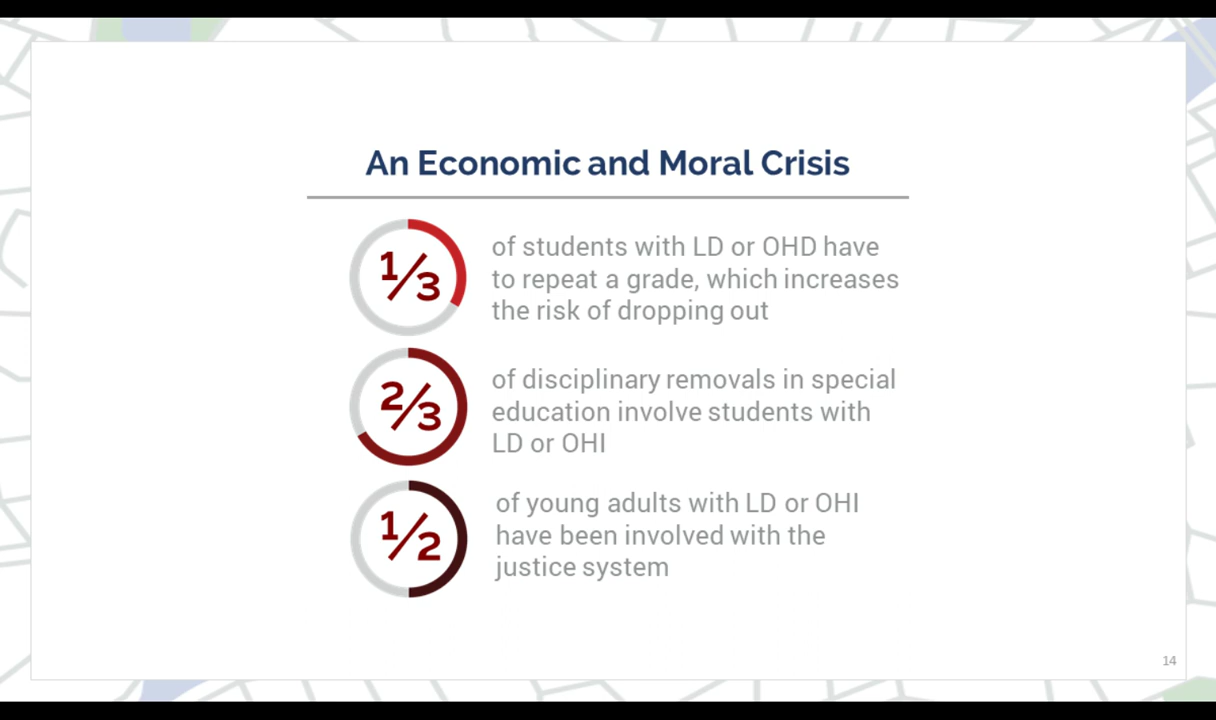 An Economic and Moral Crisis
1/3
of students with LD or OHD have
to repeat a grade, which increases
the risk of dropping out
2/3
of disciplinary removals in special
education involve students with
LD or OHI
1/2
of young adults with LD or OHI
have been involved with the
justice system
14